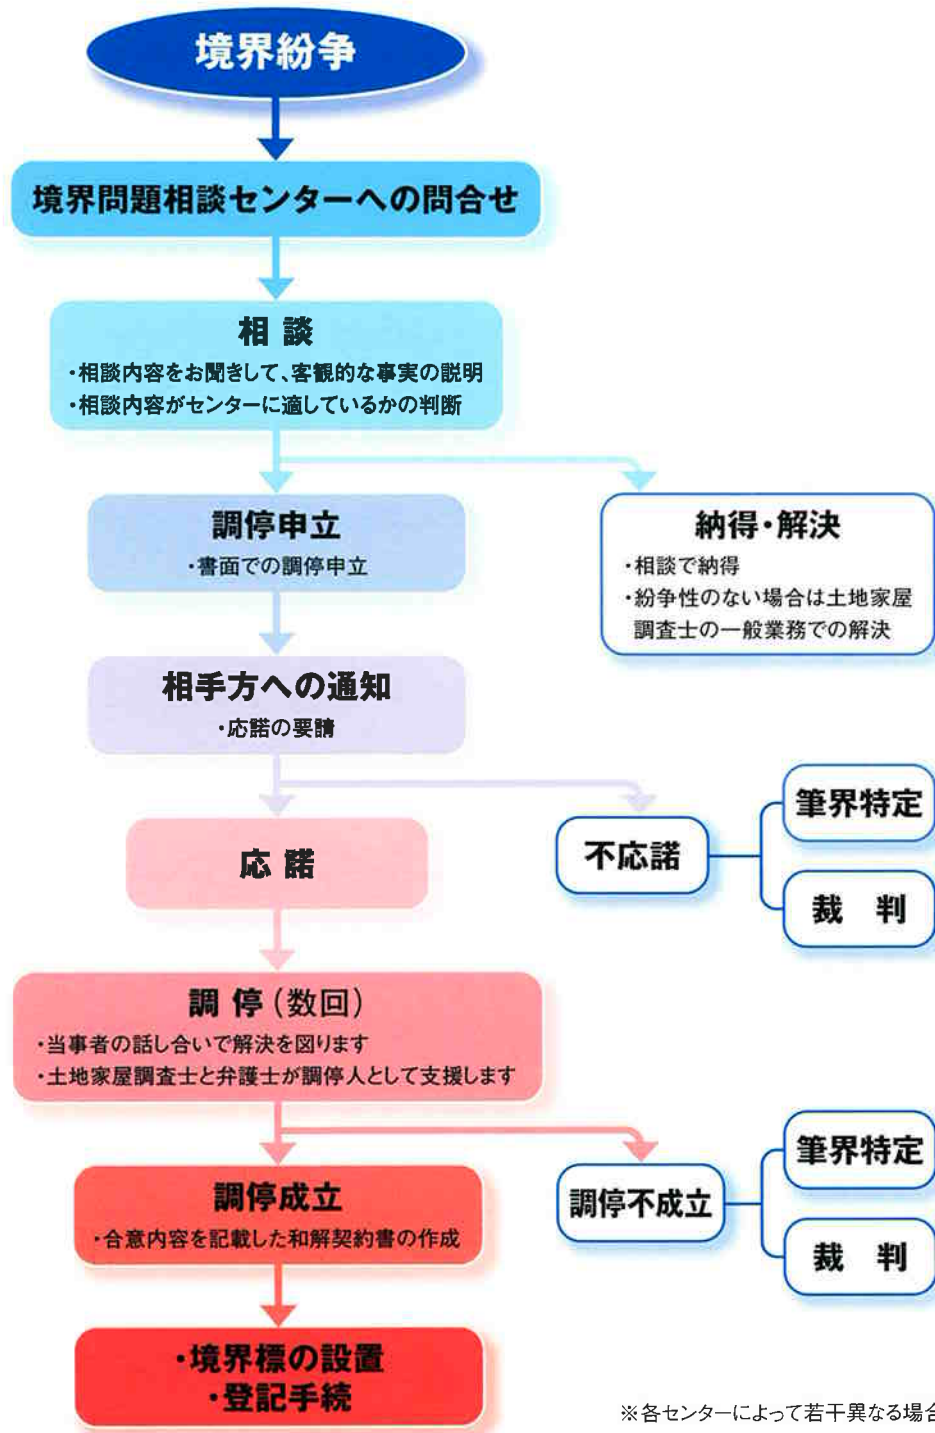 境界紛争
境界問題相談センターへの問合せ
相談
・相談内容をお聞きして、客観的な事実の説明
・相談内容がセンターに適しているかの判断
調停申立
・書面での調停申立
納得・解決
・相談で納得
・紛争性のない場合は土地家屋
調査士の一般業務での解決
相手方への通知
・応諾の要請
応諾
不応諾
筆界特定
裁 判
調停(数回)
・当事者の話し合いで解決を図ります
・土地家屋調査士と弁護士が調停人として支援します
調停成立
・合意内容を記載した和解契約書の作成
調停不成立
筆界特定
裁 判
・境界標の設置
・登記手続
※各センターによって若干異なる場合